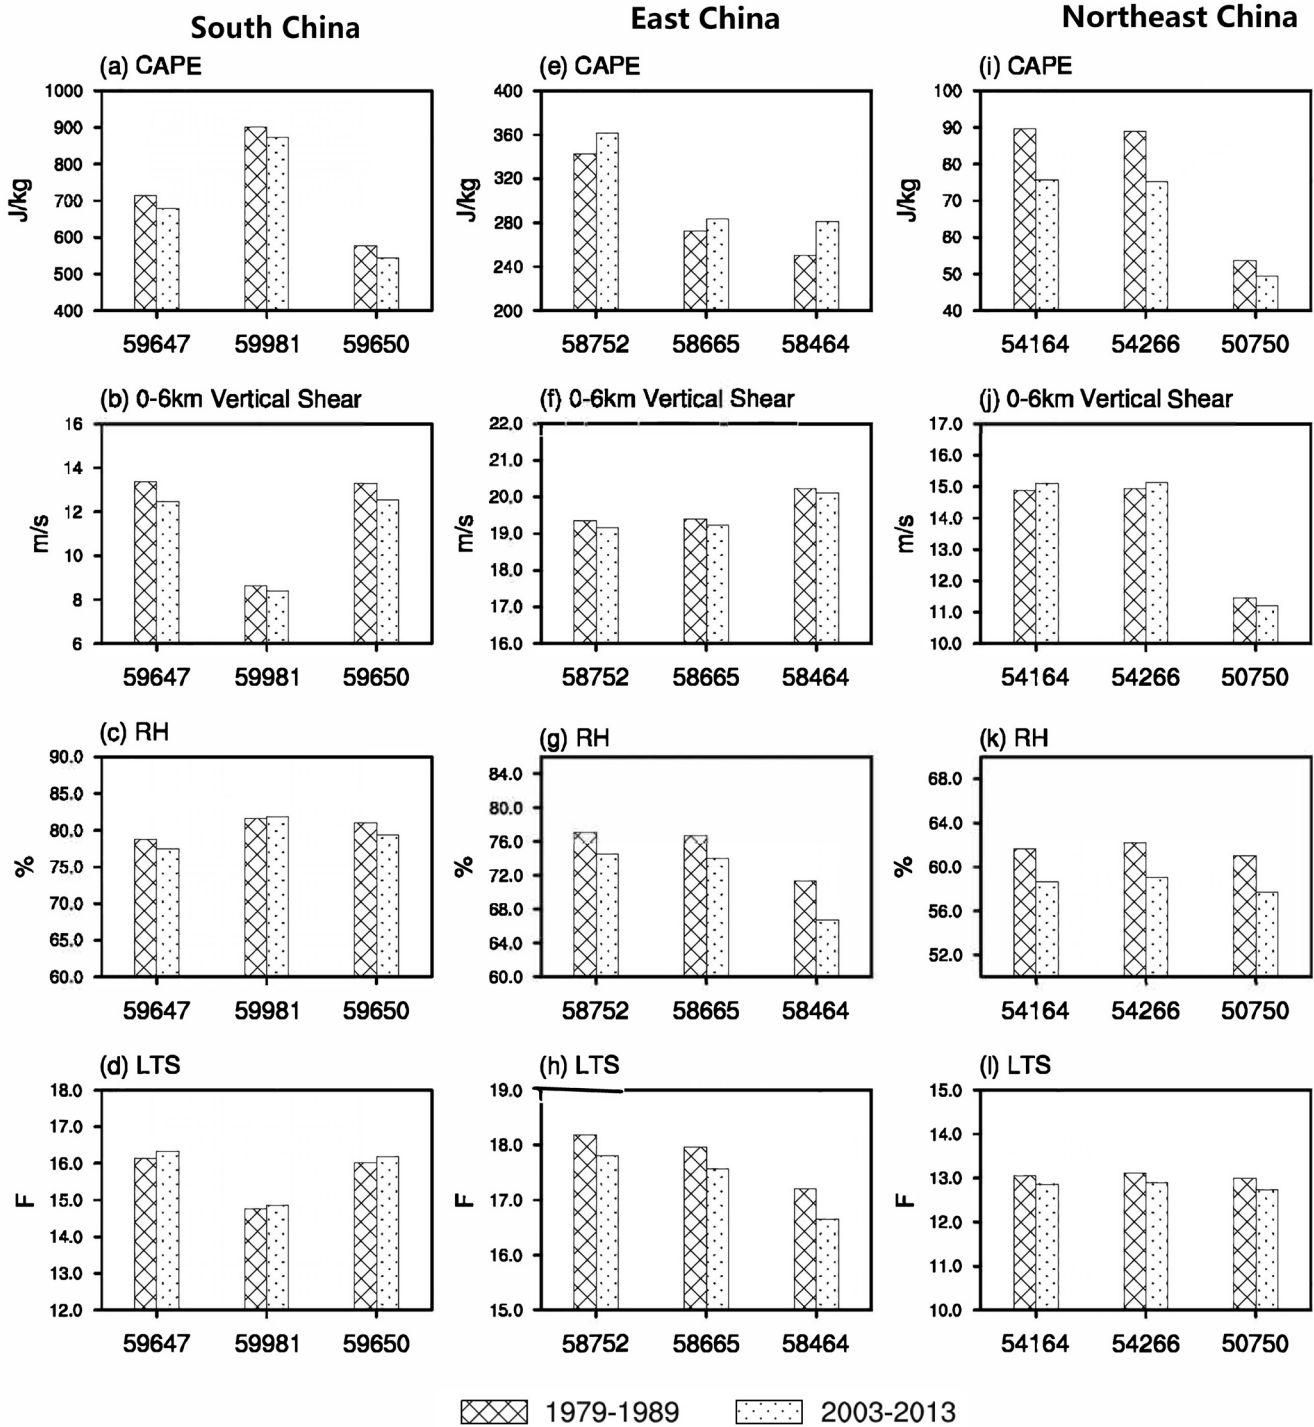 South China
East China
Northeast China
(a) CAPE
(e) CAPE
(i) CAPE
1000
900
800
700
600
500
400
J/kg
59647 59981 59650
400
360
320
280
240
200
J/kg
58752 58665 58464
100
90
80
70
60
50
40
J/kg
54164 54266 50750
(b) 0-6km Vertical Shear
(f) 0-6km Vertical Shear
(j) 0-6km Vertical Shear
16
14
12
10
8
6
m/s
59647 59981 59650
22.0
21.0
20.0
19.0
18.0
17.0
16.0
m/s
58752 58665 58464
17.0
16.0
15.0
14.0
13.0
12.0
11.0
10.0
m/s
54164 54266 50750
(c) RH
(g) RH
(k) RH
90.0
85.0
80.0
75.0
70.0
65.0
60.0
%
59647 59981 59650
84.0
80.0
76.0
72.0
68.0
64.0
60.0
%
58752 58665 58464
68.0
64.0
60.0
56.0
52.0
%
54164 54266 50750
(d) LTS
(h) LTS
(l) LTS
18.0
17.0
16.0
15.0
14.0
13.0
12.0
F
59647 59981 59650
19.0
18.0
17.0
16.0
15.0
F
58752 58665 58464
15.0
14.0
13.0
12.0
11.0
10.0
F
54164 54266 50750
1979-1989 2003-2013